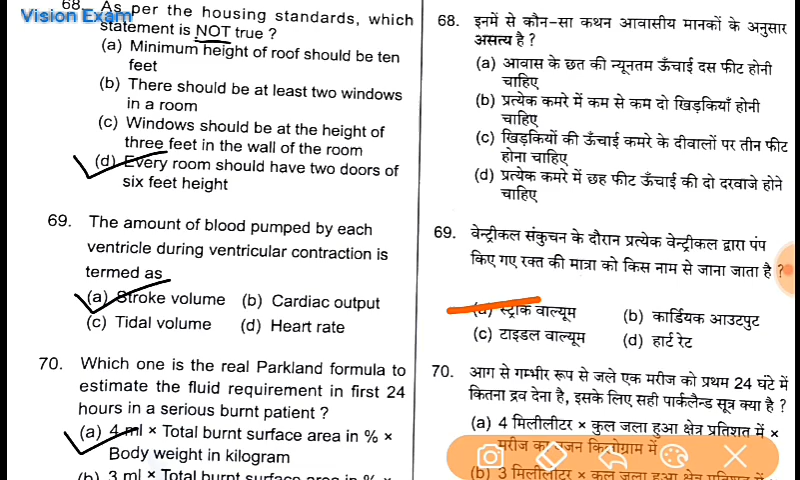 Vision Exam
68. As per the housing standards, which
statement is NOT true ?
(a) Minimum height of roof should be ten
feet
(b) There should be at least two windows
in a room
(c) Windows should be at the height of
three feet in the wall of the room
(d) Every room should have two doors of
six feet height
69. The amount of blood pumped by each
ventricle during ventricular contraction is
termed as
(a) Stroke volume (b) Cardiac output
(c) Tidal volume (d) Heart rate
70. Which one is the real Parkland formula to
estimate the fluid requirement in first 24
hours in a serious burnt patient ?
(a) 4 ml × Total burnt surface area in % ×
Body weight in kilogram
(b) 3 ml × Total burnt surface area in % ×
68. इनमें से कौन-सा कथन आवासीय मानकों के अनुसार
असत्य है ?
(a) आवास के छत की न्यूनतम ऊँचाई दस फीट होनी
चाहिए
(b) प्रत्येक कमरे में कम से कम दो खिड़कियाँ होनी
चाहिए
(c) खिड़कियों की ऊँचाई कमरे के दीवालों पर तीन फीट
होना चाहिए
(d) प्रत्येक कमरे में छह फीट ऊँचाई की दो दरवाजे होने
चाहिए
69. वेन्ट्रीकल संकुचन के दौरान प्रत्येक वेन्ट्रीकल द्वारा पंप
किए गए रक्त की मात्रा को किस नाम से जाना जाता है ?
(a) स्ट्रोक वाल्यूम (b) कार्डियक आउटपुट
(c) टाइडल वाल्यूम (d) हार्ट रेट
70. आग से गम्भीर रूप से जले एक मरीज को प्रथम 24 घंटे में
कितना द्रव देना है, इसके लिए सही पार्कलैन्ड सूत्र क्या है ?
(a) 4 मिलीलीटर × कुल जला हुआ क्षेत्र प्रतिशत में ×
मरीज का वजन किलोग्राम में
(b) 3 मिलीलीटर × कुल जला हुआ क्षेत्र